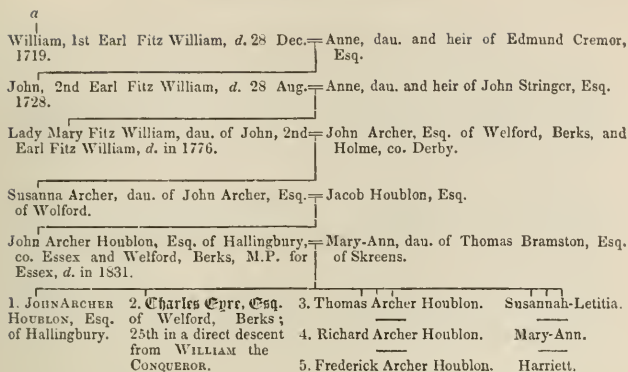 a
William, 1st Earl Fitz William, d. 28 Dec. Anne, dau. and heir of Edmund Cremor,
1719. Esq.
John, 2nd Earl Fitz William, d. 28 Aug. Anne, dau. and heir of John Stringer, Esq.
1728.
Lady Mary Fitz William, dau. of John, 2nd John Archer, Esq. of Welford, Berks, and
Earl Fitz William, d. in 1776. Holme, co. Derby.
Susanna Archer, dau. of John Archer, Esq. Jacob Houblon, Esq.
of Wolford.
John Archer Houblon, Esq. of Hallingbury, Mary-Ann, dau. of Thomas Bramston, Esq.
co. Essex and Welford, Berks, M.P. for of Skreens.
Essex, d. in 1831.
1. JOHN ARCHER
HOUBLON, Esq.
of Hallingbury.
2. Charles Eyre, Esq.
of Welford, Berks;
25th in a direct descent
from WILLIAM the
CONQUEROR.
3. Thomas Archer Houblon.
4. Richard Archer Houblon.
5. Frederick Archer Houblon.
Susannah-Letitia.
Mary-Ann.
Harriett.